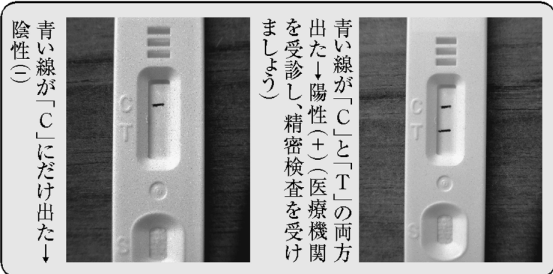 青い線が「C」と「T」の両方
出た→陽性(+)(医療機関
を受診し、精密検査を受け
ましょう)
C
T
青い線が「C」にだけ出た→
陰性(−)
C
T
S